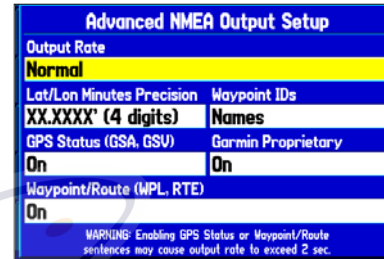 Advanced NMEA Output Setup
Output Rate
Normal
Lat/Lon Minutes Precision Waypoint IDs
XX.XXXX' (4 digits) Names
GPS Status (GSA, GSV) Garmin Proprietary
On On
Waypoint/Route (WPL, RTE)
On
WARNING: Enabling GPS Status or Waypoint/Route
sentences may cause output rate to exceed 2 sec.